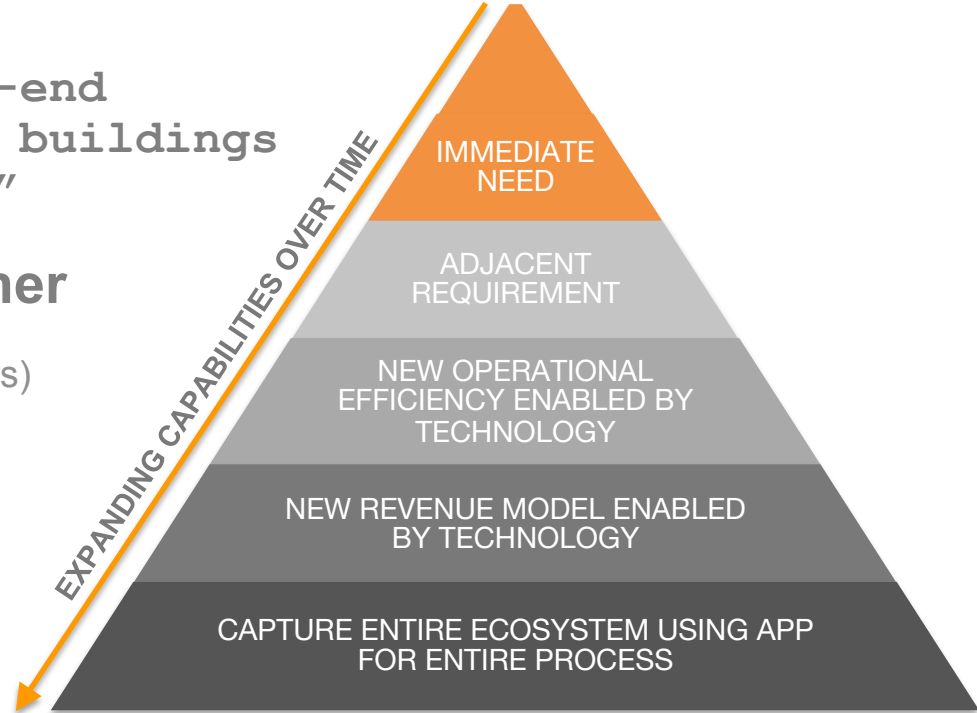 -end
buildings
”
ner
s)
EXPANDING CAPABILITIES OVER TIME
IMMEDIATE
NEED
ADJACENT
REQUIREMENT
NEW OPERATIONAL
EFFICIENCY ENABLED BY
TECHNOLOGY
NEW REVENUE MODEL ENABLED
BY TECHNOLOGY
CAPTURE ENTIRE ECOSYSTEM USING APP
FOR ENTIRE PROCESS